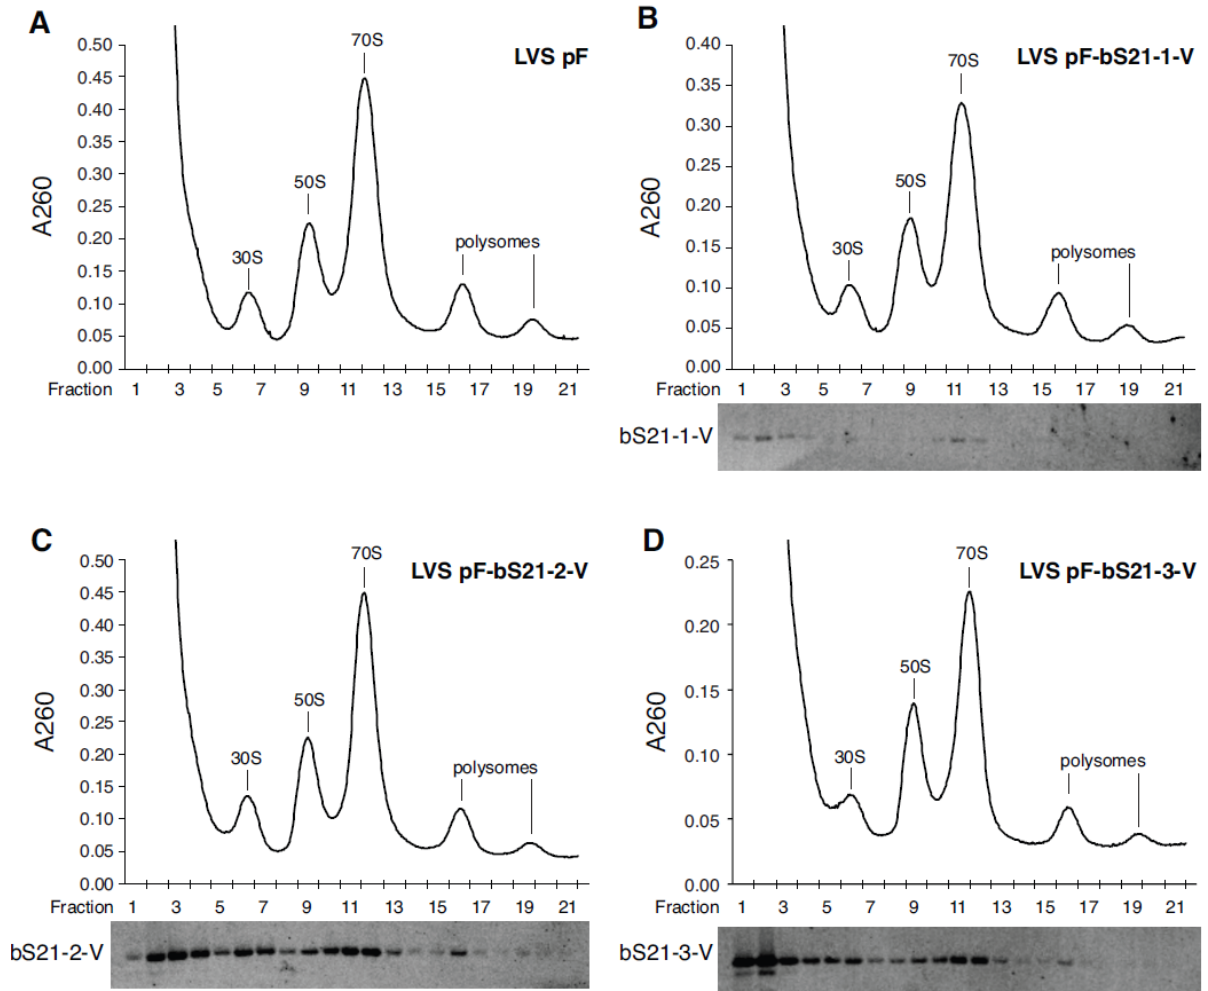 A
LVS pF
A260
0.50
0.45
0.40
0.35
0.30
0.25
0.20
0.15
0.10
0.05
0.00
30S
50S
70S
polysomes
Fraction 1 3 5 7 9 11 13 15 17 19 21
B
LVS pF-bS21-1-V
A260
0.40
0.35
0.30
0.25
0.20
0.15
0.10
0.05
0.00
30S
50S
70S
polysomes
Fraction 1 3 5 7 9 11 13 15 17 19 21
bS21-1-V
C
LVS pF-bS21-2-V
A260
0.50
0.45
0.40
0.35
0.30
0.25
0.20
0.15
0.10
0.05
0.00
30S
50S
70S
polysomes
Fraction 1 3 5 7 9 11 13 15 17 19 21
bS21-2-V
D
LVS pF-bS21-3-V
A260
0.25
0.20
0.15
0.10
0.05
0.00
30S
50S
70S
polysomes
Fraction 1 3 5 7 9 11 13 15 17 19 21
bS21-3-V